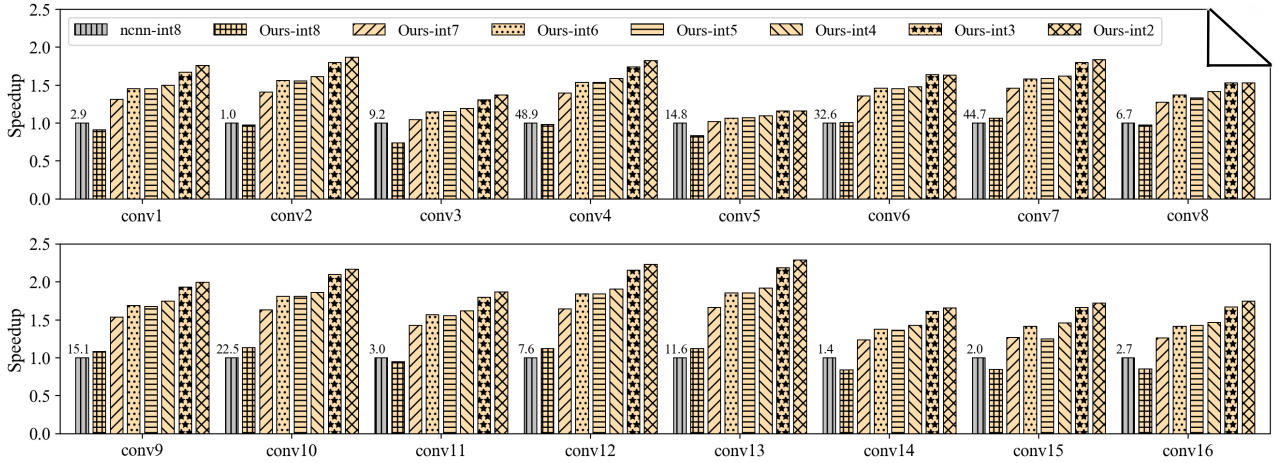 2.5
ncnn-int8 Ours-int8 Ours-int7 Ours-int6 Ours-int5 Ours-int4 Ours-int3 Ours-int2
2.0
1.5
1.0
0.5
0.0
Speedup
2.9 1.0 9.2 48.9 14.8 32.6 44.7 6.7
conv1 conv2 conv3 conv4 conv5 conv6 conv7 conv8
2.5
2.0
1.5
1.0
0.5
0.0
Speedup
15.1 22.5 3.0 7.6 11.6 1.4 2.0 2.7
conv9 conv10 conv11 conv12 conv13 conv14 conv15 conv16